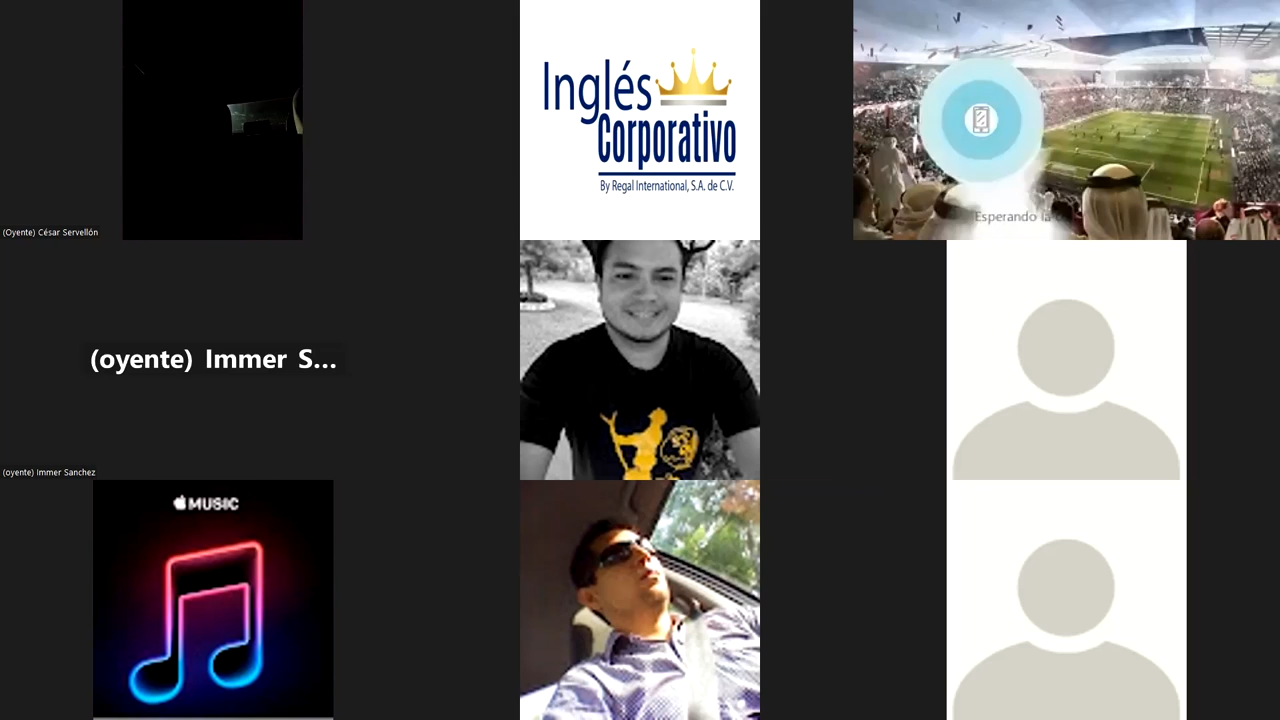 Inglés
Corporativo
By Regal International, S.A. de C.V.
Esperando la
(Oyente) César Servellón
(oyente) Immer S...
(oyente) Immer Sanchez
MUSIC